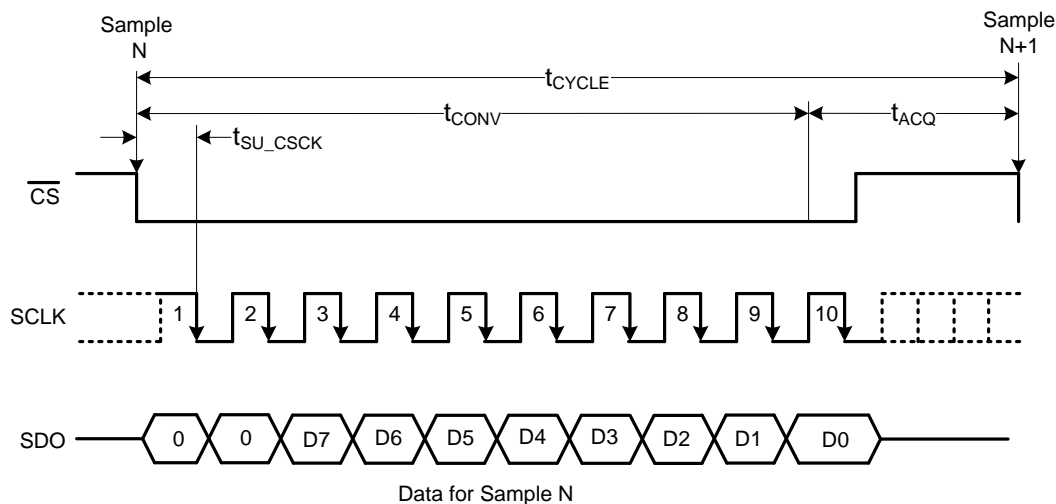 Sample
N
Sample
N+1
tCYCLE
tCONV
tACQ
tSU_CSCK
CS
SCLK
1 2 3 4 5 6 7 8 9 10
SDO
0 0 D7 D6 D5 D4 D3 D2 D1 D0
Data for Sample N